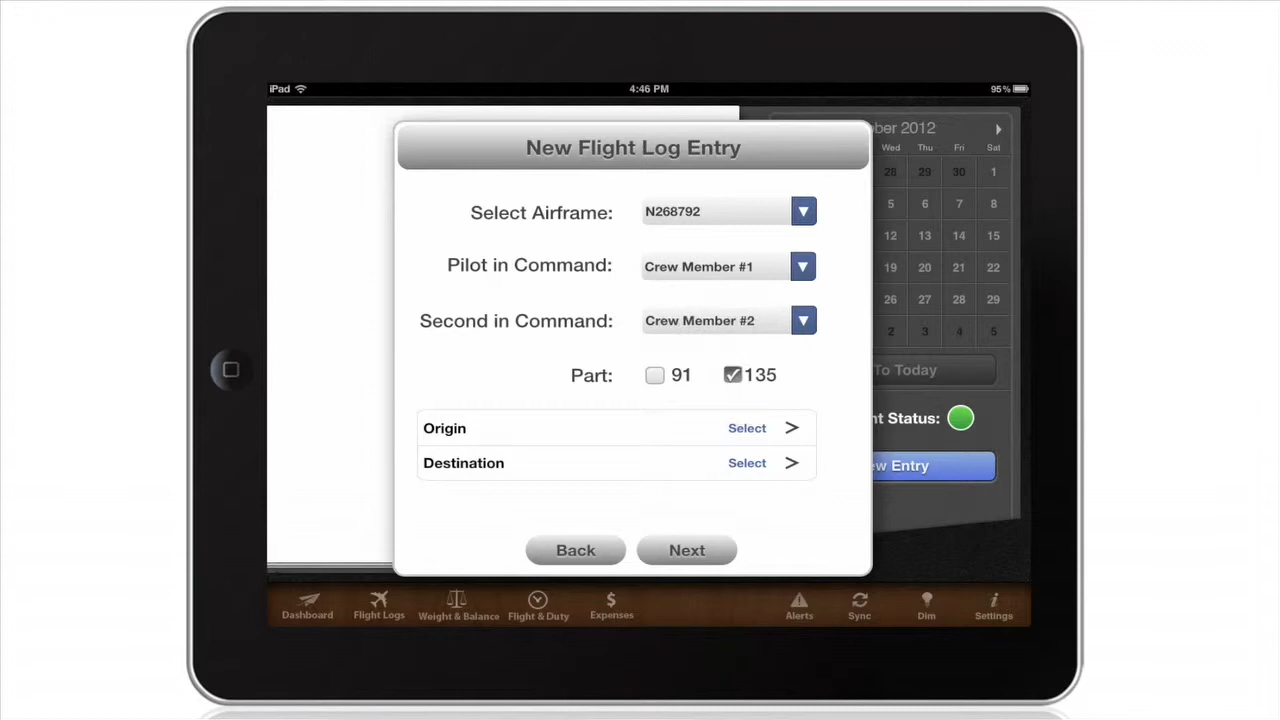 iPad
4:46 PM
95%
New Flight Log Entry
Select Airframe: N268792
Pilot in Command: Crew Member #1
Second in Command: Crew Member #2
Part: 91 135
Origin Select >
Destination Select >
Back Next
ber 2012
Wed Thu Fri Sat
28 29 30 1
5 6 7 8
12 13 14 15
19 20 21 22
26 27 28 29
2 3 4 5
To Today
nt Status:
ew Entry
Dashboard Flight Logs Weight & Balance Flight & Duty Expenses Alerts Sync Dim Settings